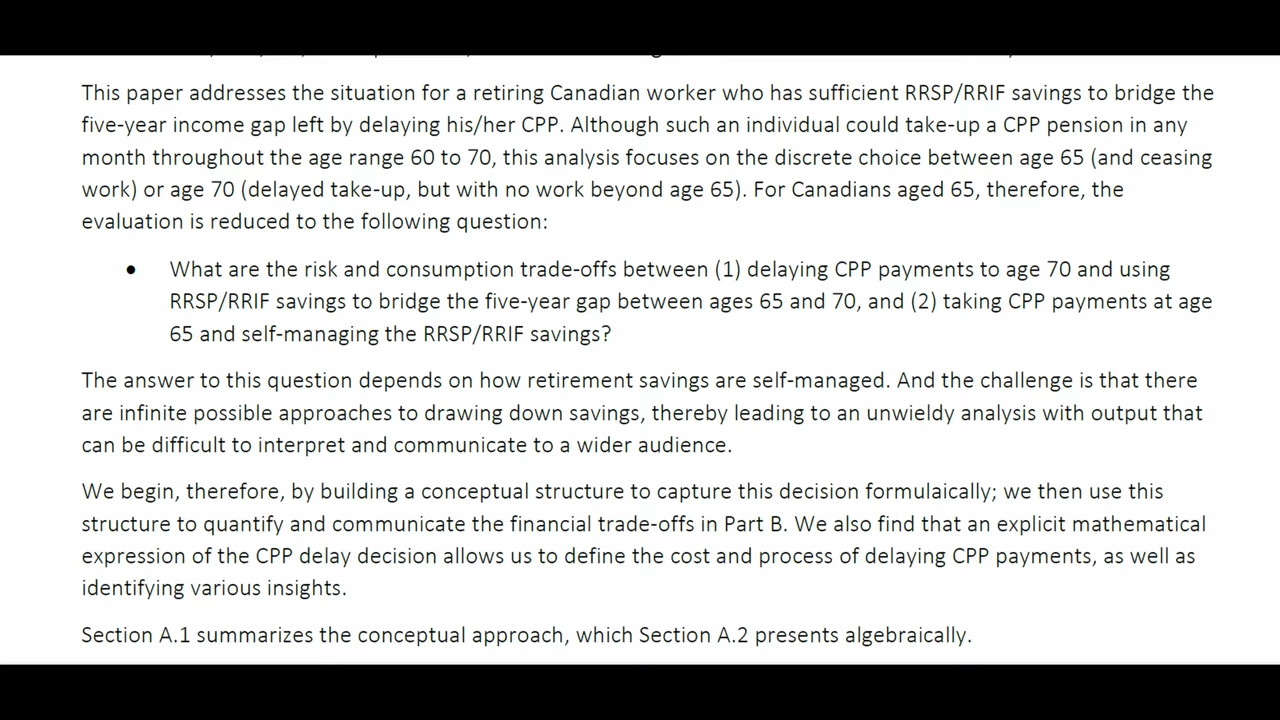 This paper addresses the situation for a retiring Canadian worker who has sufficient RRSP/RRIF savings to bridge the
five-year income gap left by delaying his/her CPP. Although such an individual could take-up a CPP pension in any
month throughout the age range 60 to 70, this analysis focuses on the discrete choice between age 65 (and ceasing
work) or age 70 (delayed take-up, but with no work beyond age 65). For Canadians aged 65, therefore, the
evaluation is reduced to the following question:
• What are the risk and consumption trade-offs between (1) delaying CPP payments to age 70 and using
RRSP/RRIF savings to bridge the five-year gap between ages 65 and 70, and (2) taking CPP payments at age
65 and self-managing the RRSP/RRIF savings?
The answer to this question depends on how retirement savings are self-managed. And the challenge is that there
are infinite possible approaches to drawing down savings, thereby leading to an unwieldy analysis with output that
can be difficult to interpret and communicate to a wider audience.
We begin, therefore, by building a conceptual structure to capture this decision formulaically; we then use this
structure to quantify and communicate the financial trade-offs in Part B. We also find that an explicit mathematical
expression of the CPP delay decision allows us to define the cost and process of delaying CPP payments, as well as
identifying various insights.
Section A.1 summarizes the conceptual approach, which Section A.2 presents algebraically.